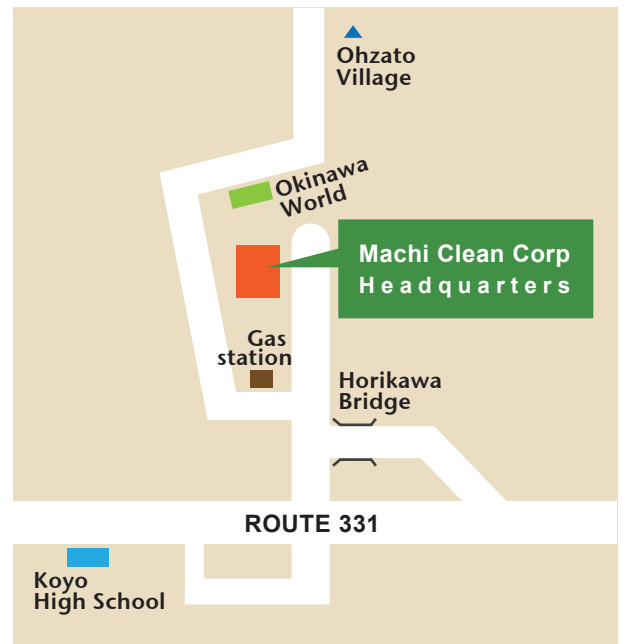 Ohzato
Village
Okinawa
World
Machi Clean Corp
Headquarters
Gas
station
Horikawa
Bridge
ROUTE 331
Koyo
High School